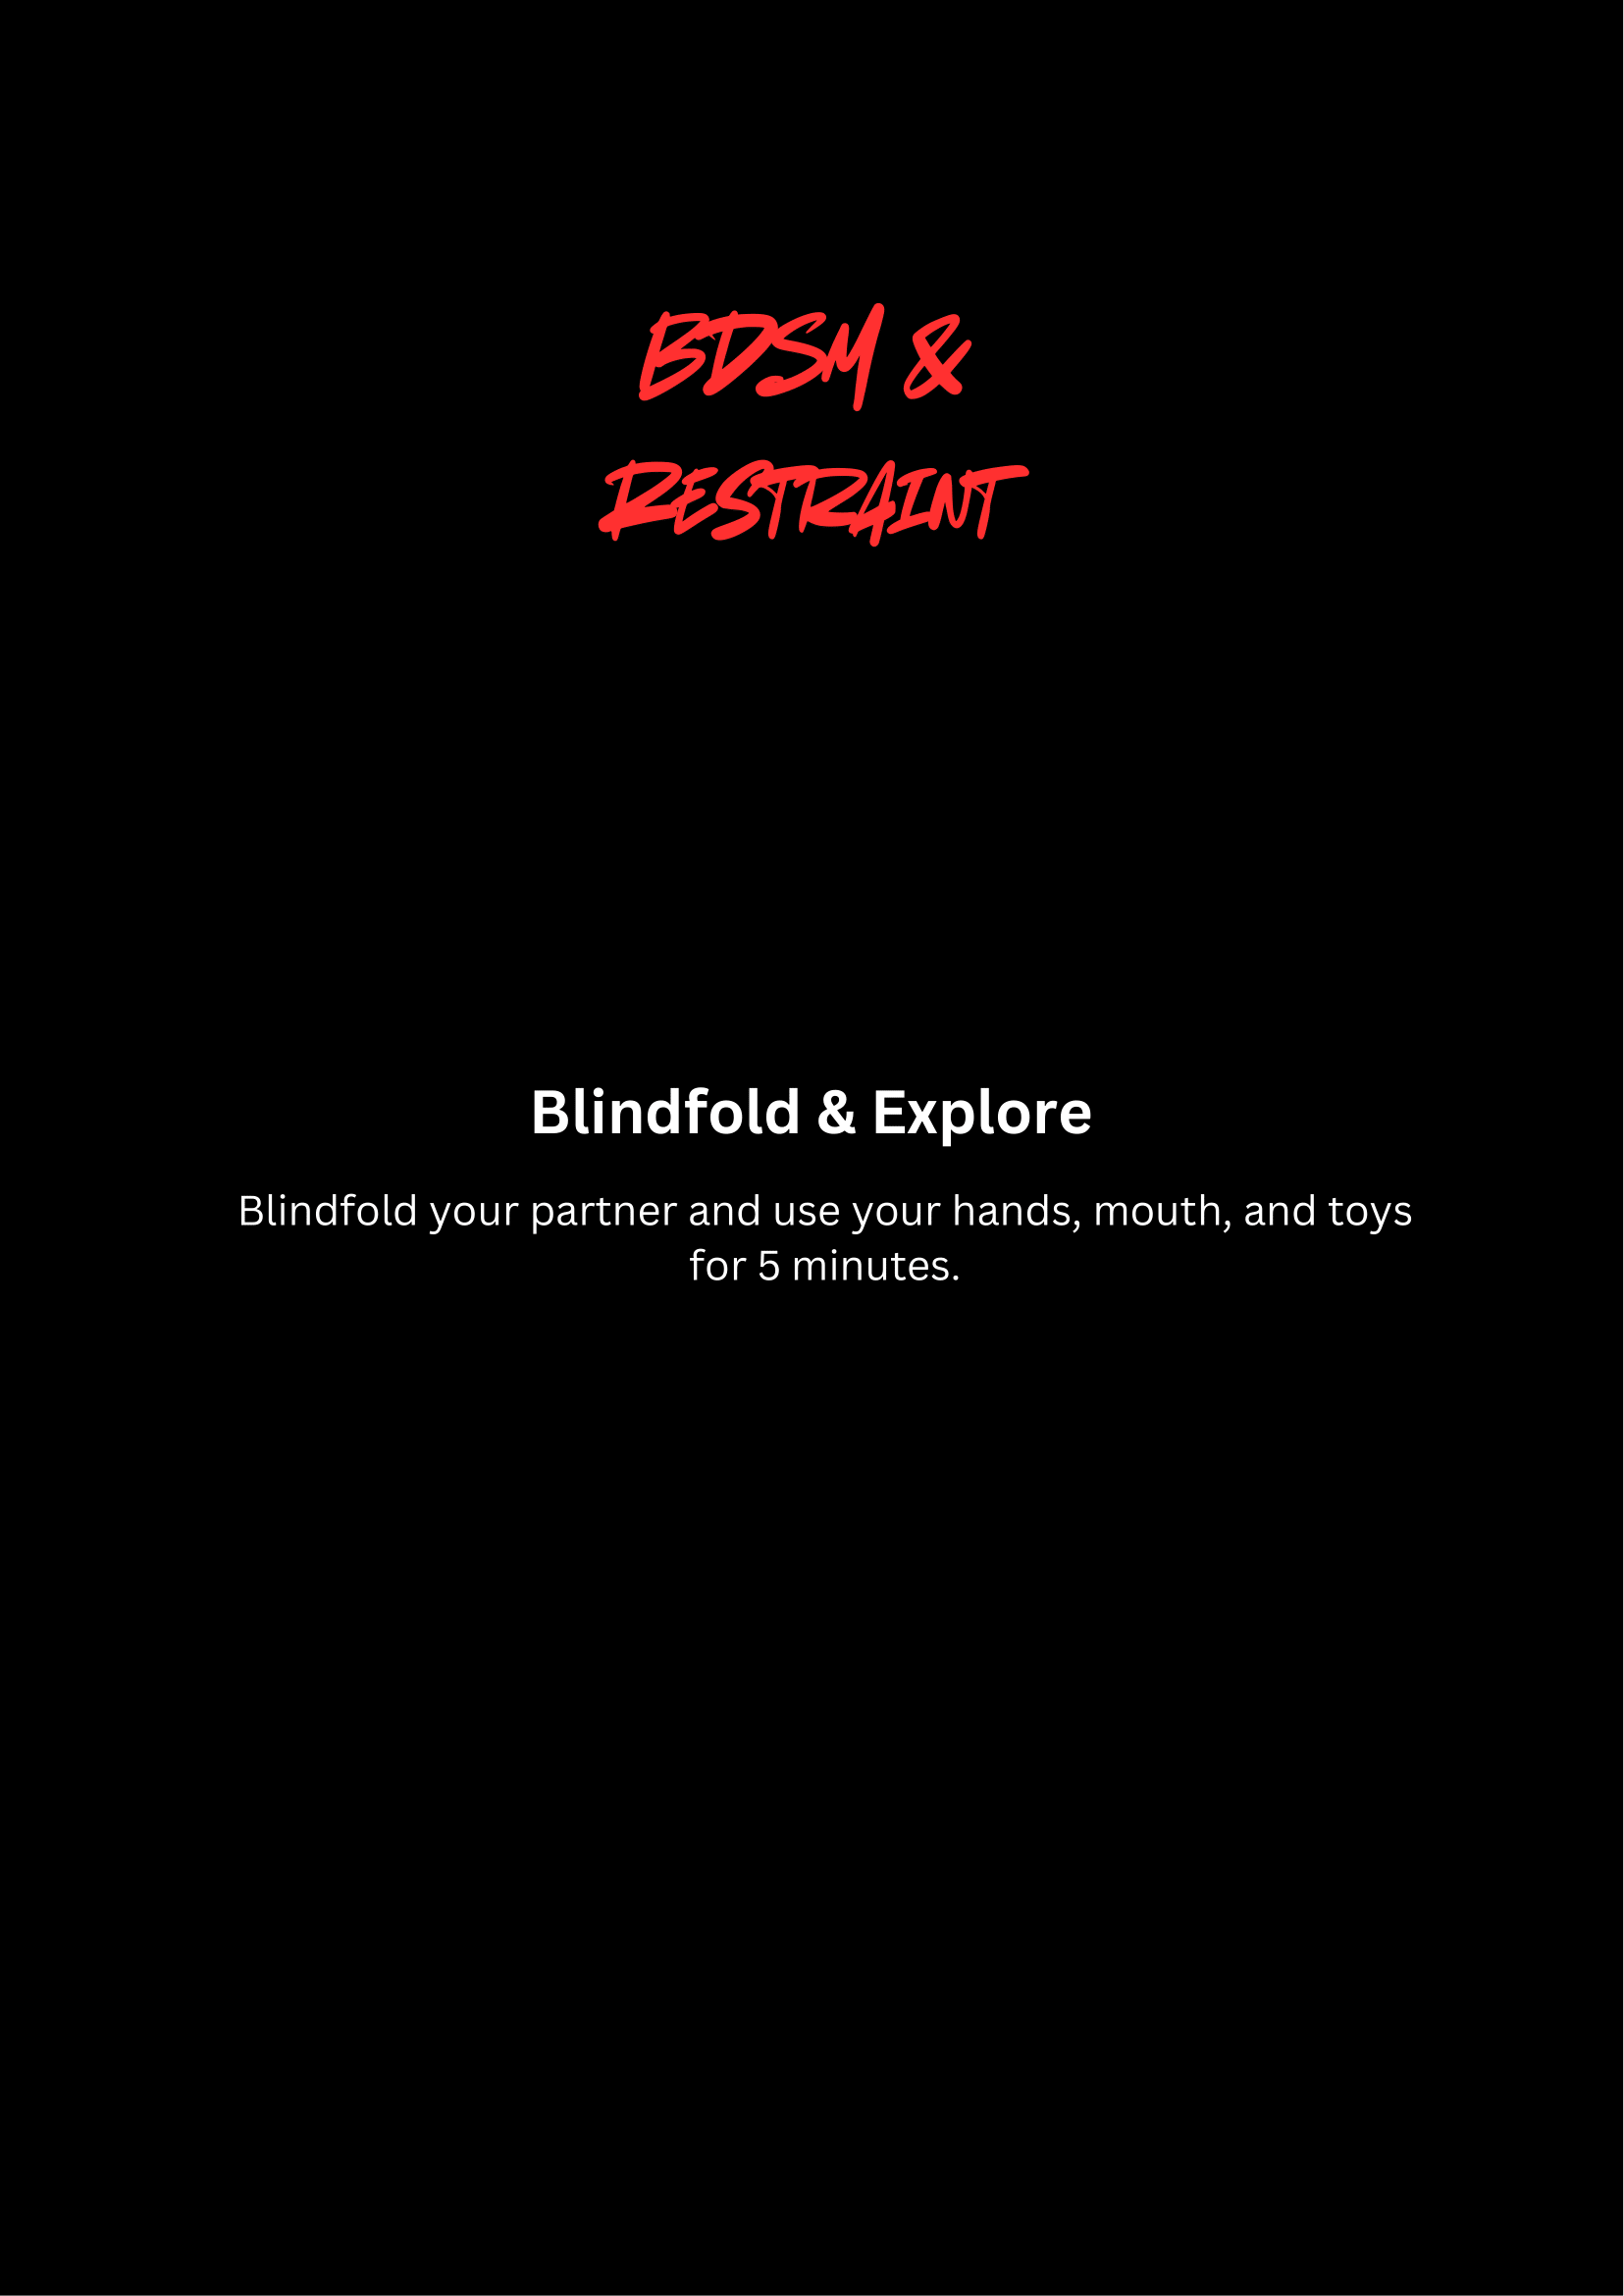 BDSM &
RESTRAINT
Blindfold & Explore
Blindfold your partner and use your hands, mouth, and toys
for 5 minutes.